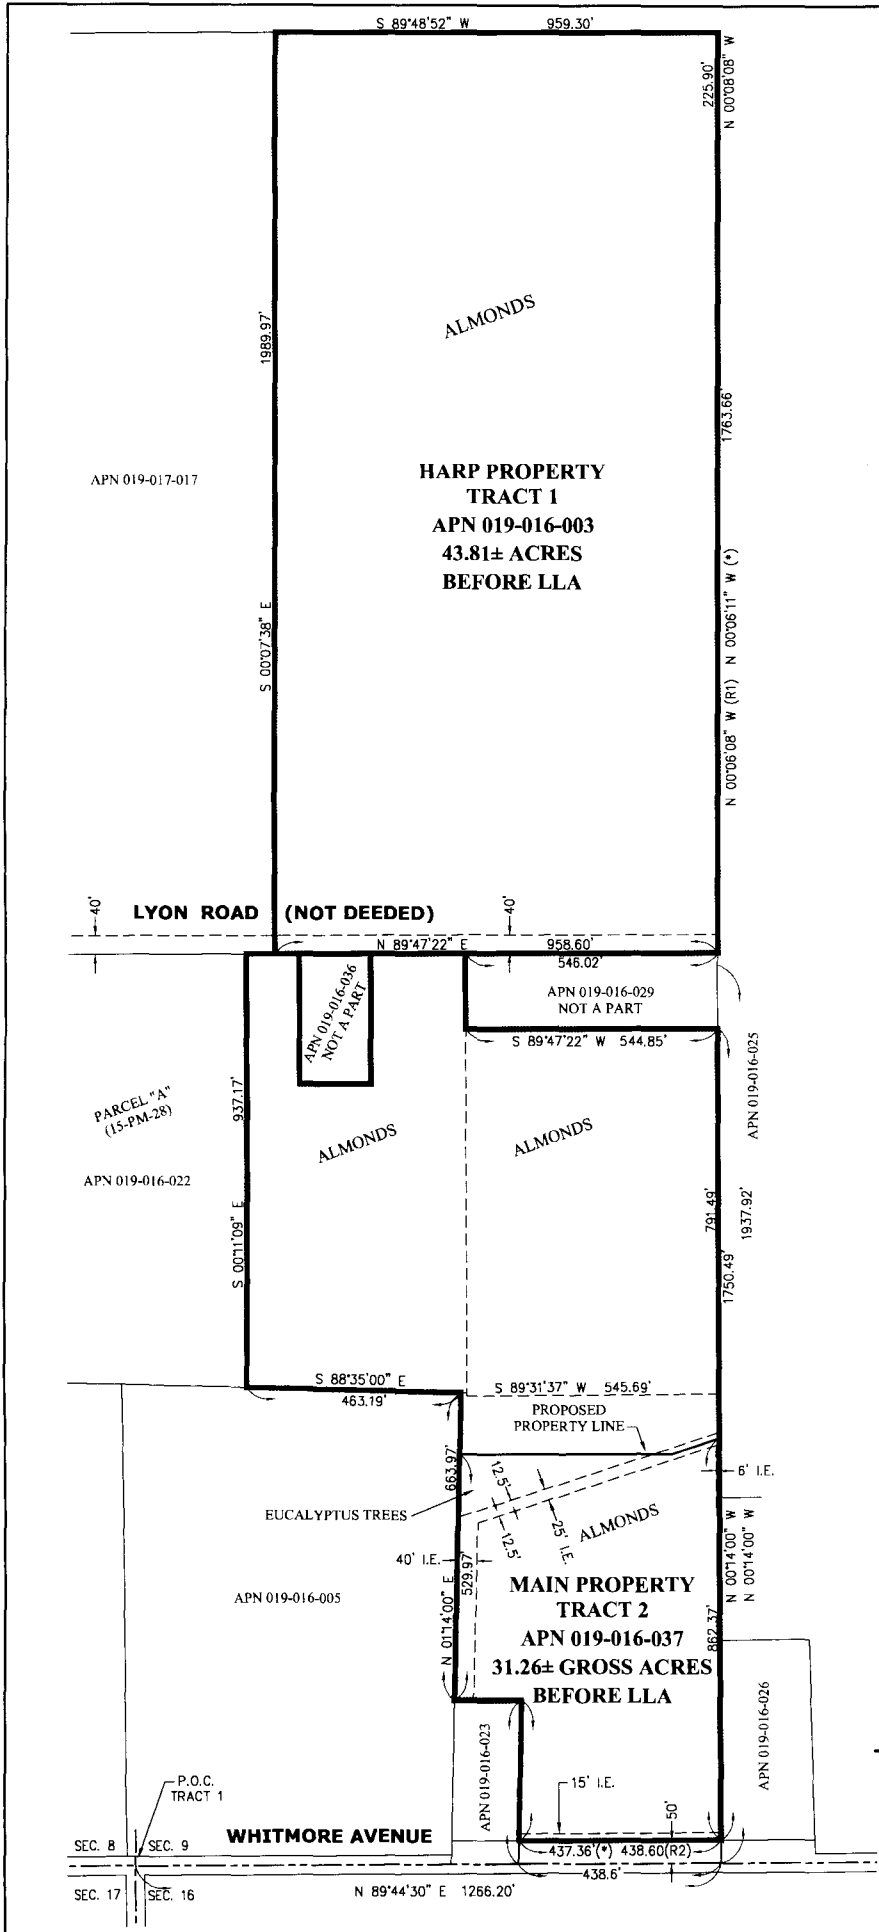 S 89°48'52" W 959.30'
225.90'
N 00°08'08" W
ALMONDS
1989.97'
1763.66'
APN 019-017-017
HARP PROPERTY
TRACT 1
APN 019-016-003
43.81± ACRES
BEFORE LLA
S 00°07'38" E
N 00°06'08" W (R1) N 00°06'11" W (*)
40'
LYON ROAD (NOT DEEDED)
40'
N 89°47'22" E 958.60'
546.02'
APN 019-016-036
NOT A PART
APN 019-016-029
NOT A PART
S 89°47'22" W 544.85'
APN 019-016-025
PARCEL "A"
(15-PM-28)
937.17'
ALMONDS
ALMONDS
APN 019-016-022
S 00°11'09" E
791.49'
1937.92'
1750.49'
S 88°35'00" E
463.19'
S 89°31'37" W 545.69'
PROPOSED
PROPERTY LINE
663.97'
12.5'
6' I.E.
EUCALYPTUS TREES
12.5'
25' I.E.
ALMONDS
N 00°14'00" W
N 00°14'00" W
40' I.E.
529.97'
APN 019-016-005
N 01°14'00" E
MAIN PROPERTY
TRACT 2
APN 019-016-037
31.26± GROSS ACRES
BEFORE LLA
862.37'
APN 019-016-023
APN 019-016-026
P.O.C.
TRACT 1
15' I.E.
50'
WHITMORE AVENUE
SEC. 8 SEC. 9
437.36'(*) 438.60(R2)
438.6'
SEC. 17 SEC. 16
N 89°44'30" E 1266.20'